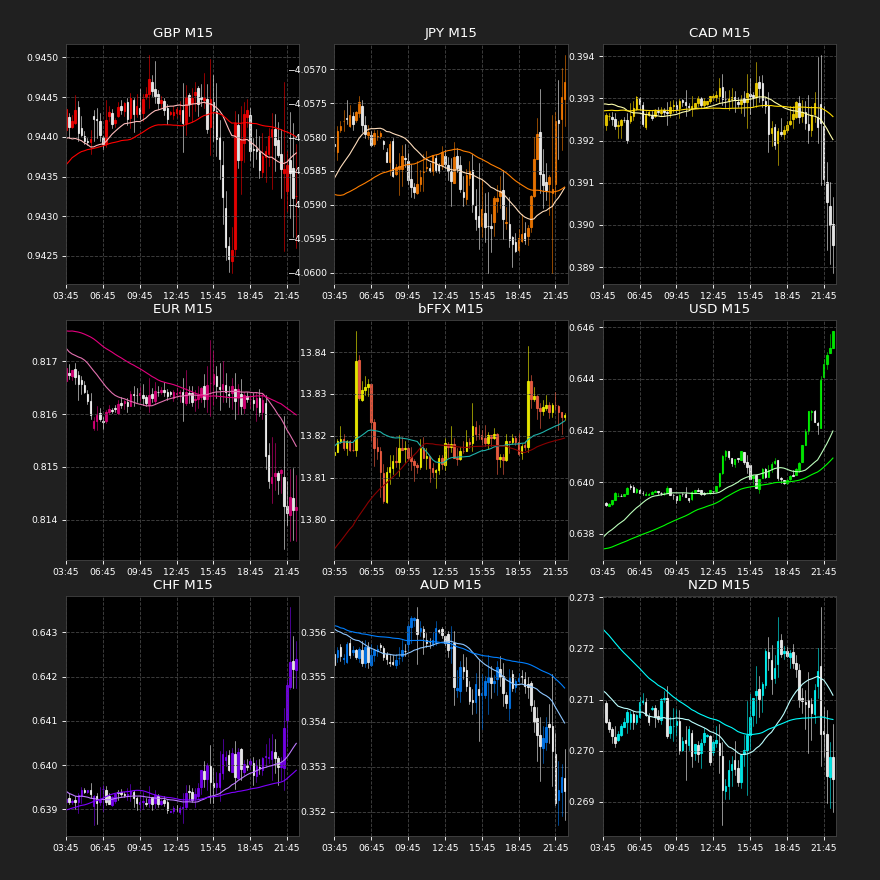 GBP M15
0.9450
0.9445
0.9440
0.9435
0.9430
0.9425
03:45 06:45 09:45 12:45 15:45 18:45 21:45
JPY M15
−4.0570
−4.0575
−4.0580
−4.0585
−4.0590
−4.0595
−4.0600
03:45 06:45 09:45 12:45 15:45 18:45 21:45
CAD M15
0.394
0.393
0.392
0.391
0.390
0.389
03:45 06:45 09:45 12:45 15:45 18:45 21:45
EUR M15
0.817
0.816
0.815
0.814
03:45 06:45 09:45 12:45 15:45 18:45 21:45
bFFX M15
13.84
13.83
13.82
13.81
13.80
03:55 06:55 09:55 12:55 15:55 18:55 21:55
USD M15
0.646
0.644
0.642
0.640
0.638
03:45 06:45 09:45 12:45 15:45 18:45 21:45
CHF M15
0.643
0.642
0.641
0.640
0.639
03:45 06:45 09:45 12:45 15:45 18:45 21:45
AUD M15
0.356
0.355
0.354
0.353
0.352
03:45 06:45 09:45 12:45 15:45 18:45 21:45
NZD M15
0.273
0.272
0.271
0.270
0.269
03:45 06:45 09:45 12:45 15:45 18:45 21:45